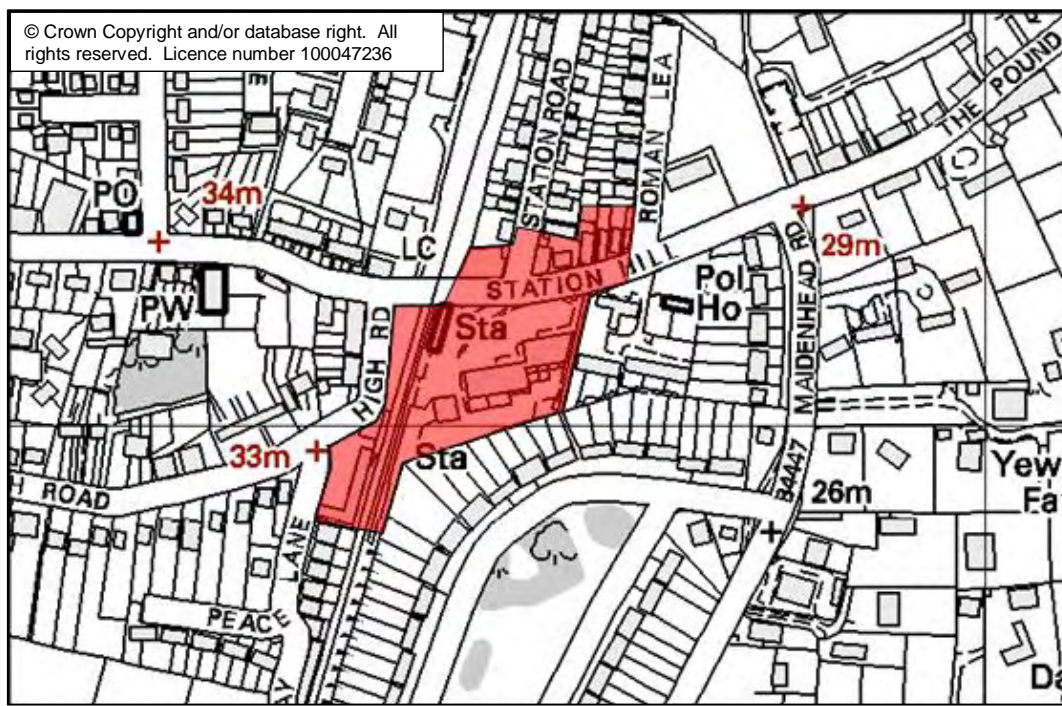 © Crown Copyright and/or database right. All
rights reserved. Licence number 100047236
STATION ROAD
ROMAN LEA
THE POUND
PO
34m
LC
STATION HILL
MAIDENHEAD RD
29m
PW
HIGH RD
Sta
Pol
Ho
33m
Sta
ROAD
B4447
26m
Yew
Fa
LANE
PEACE